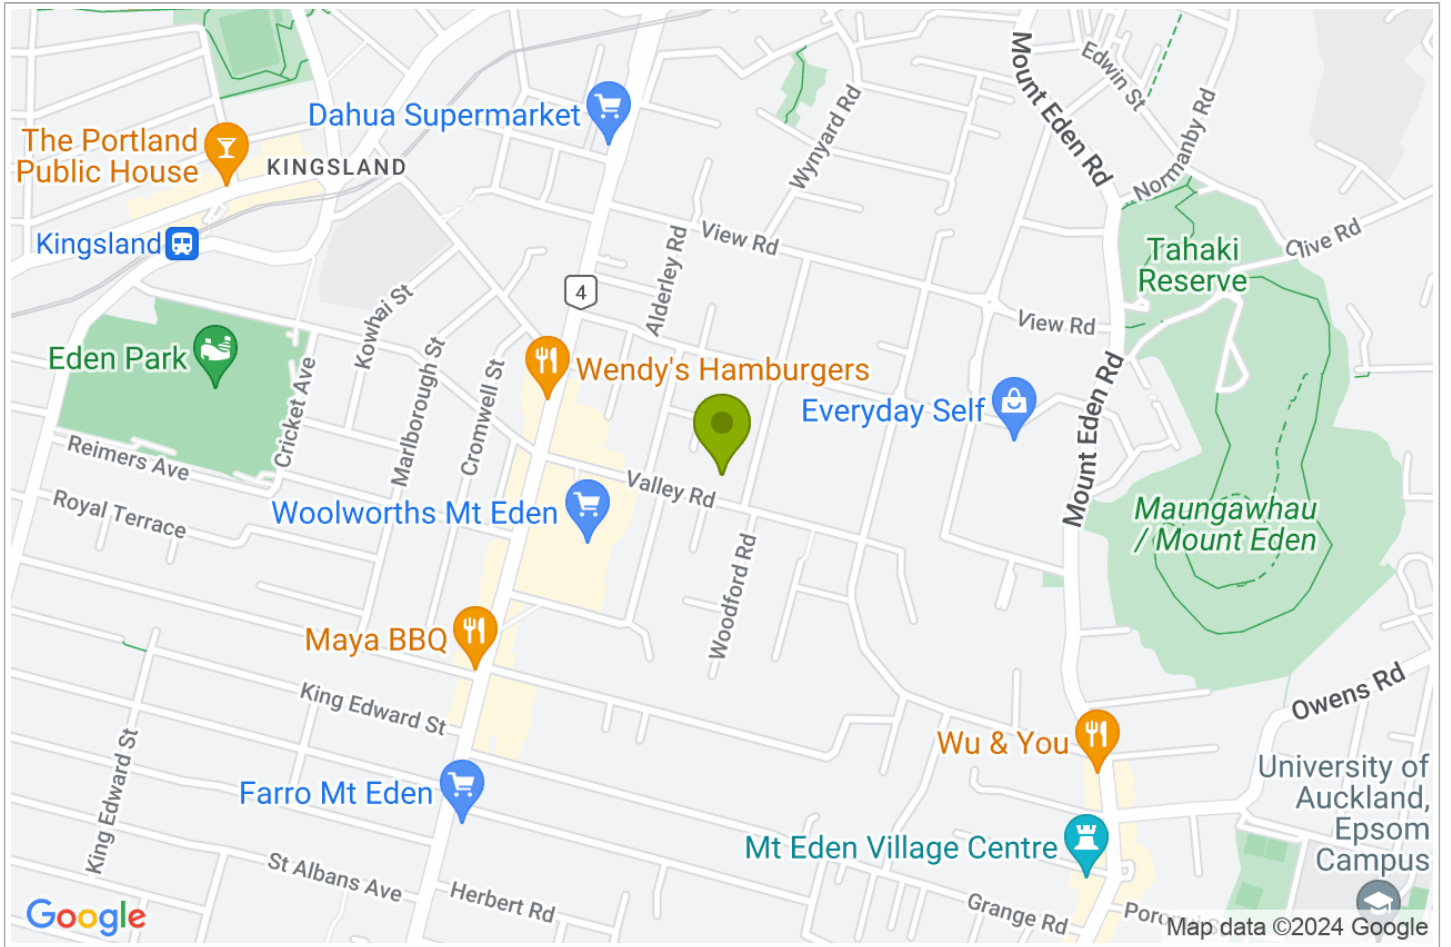 Mount Eden Rd
Edwin St
Dahua Supermarket
Wynyard Rd
Normanby Rd
The Portland
Public House
KINGSLAND
View Rd
Clive Rd
Kingsland
Alderley Rd
Tahaki
Reserve
4
Kowhai St
View Rd
Eden Park
Marlborough St
Cromwell St
Cricket Ave
Wendy's Hamburgers
Everyday Self
Mount Eden Rd
Reimers Ave
Valley Rd
Royal Terrace
Woolworths Mt Eden
Maungawhau
/ Mount Eden
Woodford Rd
Maya BBQ
King Edward St
Owens Rd
Wu & You
King Edward St
Farro Mt Eden
University of
Auckland,
Epsom
Campus
Mt Eden Village Centre
St Albans Ave
Herbert Rd
Grange Rd
Google
Map data ©2024 Google